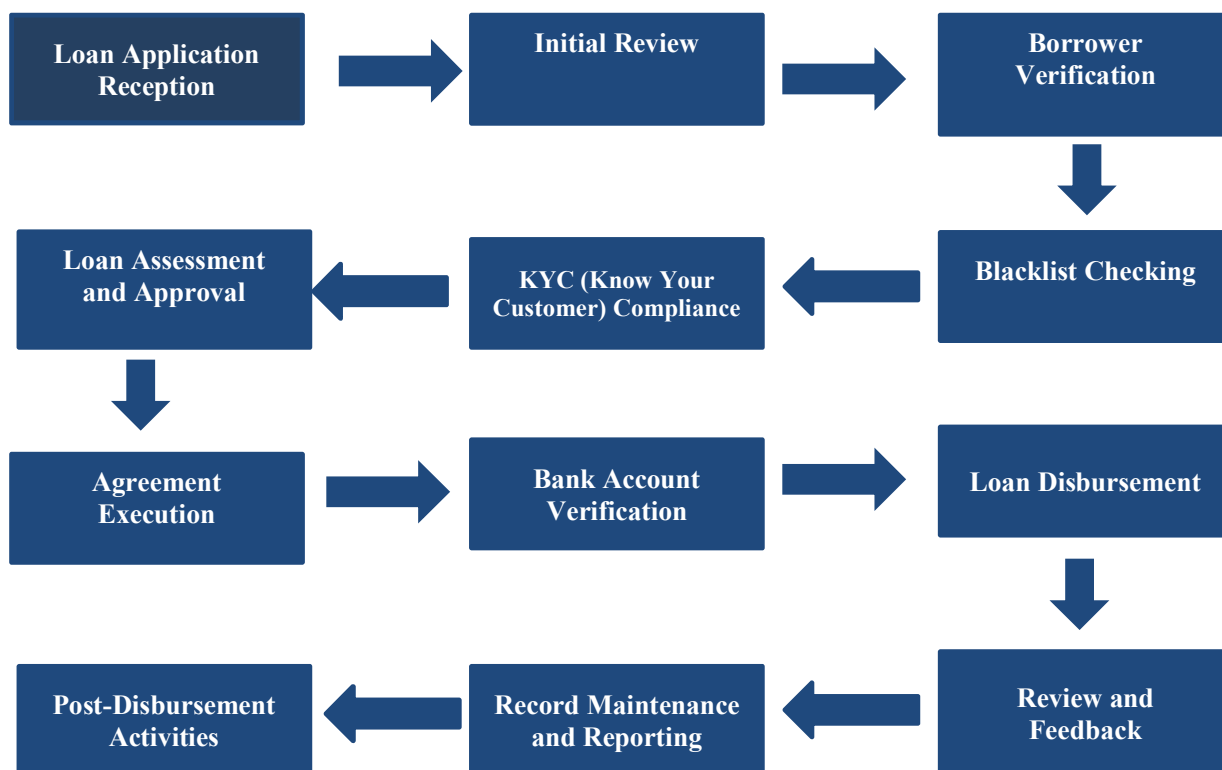 Loan Application
Reception
Initial Review
Borrower
Verification
Blacklist Checking
KYC (Know Your
Customer) Compliance
Loan Assessment
and Approval
Agreement
Execution
Bank Account
Verification
Loan Disbursement
Review and
Feedback
Record Maintenance
and Reporting
Post-Disbursement
Activities